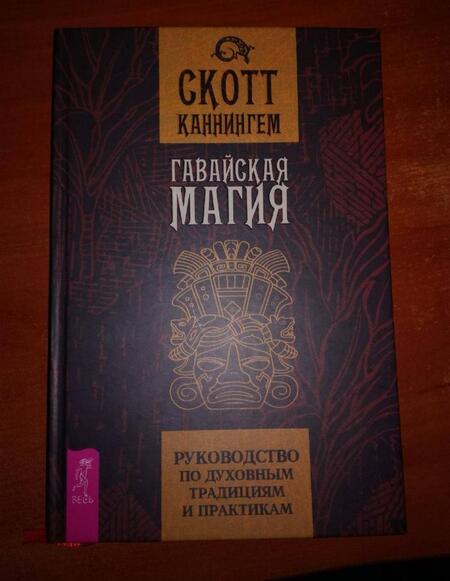 СКОТТ
КАННИНГЕМ
ГАВАЙСКАЯ
МАГИЯ
РУКОВОДСТВО
ПО ДУХОВНЫМ
ТРАДИЦИЯМ
И ПРАКТИКАМ
ВЕСЬ